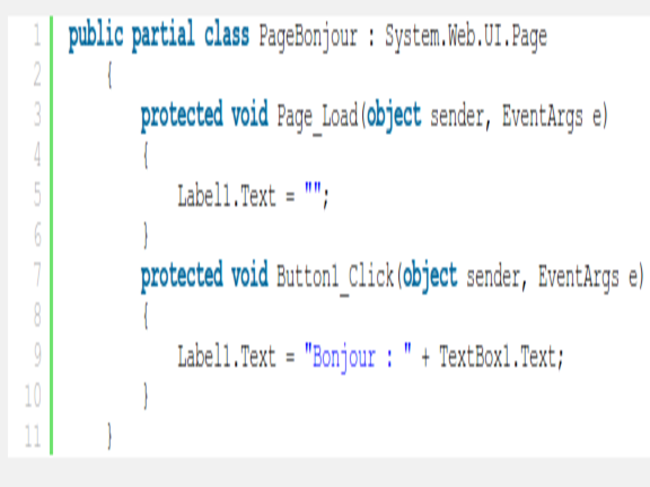 1 public partial class PageBonjour : System.Web.UI.Page
2 {
3 protected void Page_Load(object sender, EventArgs e)
4 {
5 Label1.Text = "";
6 }
7 protected void Button1_Click(object sender, EventArgs e)
8 {
9 Label1.Text = "Bonjour : " + TextBox1.Text;
10 }
11 }